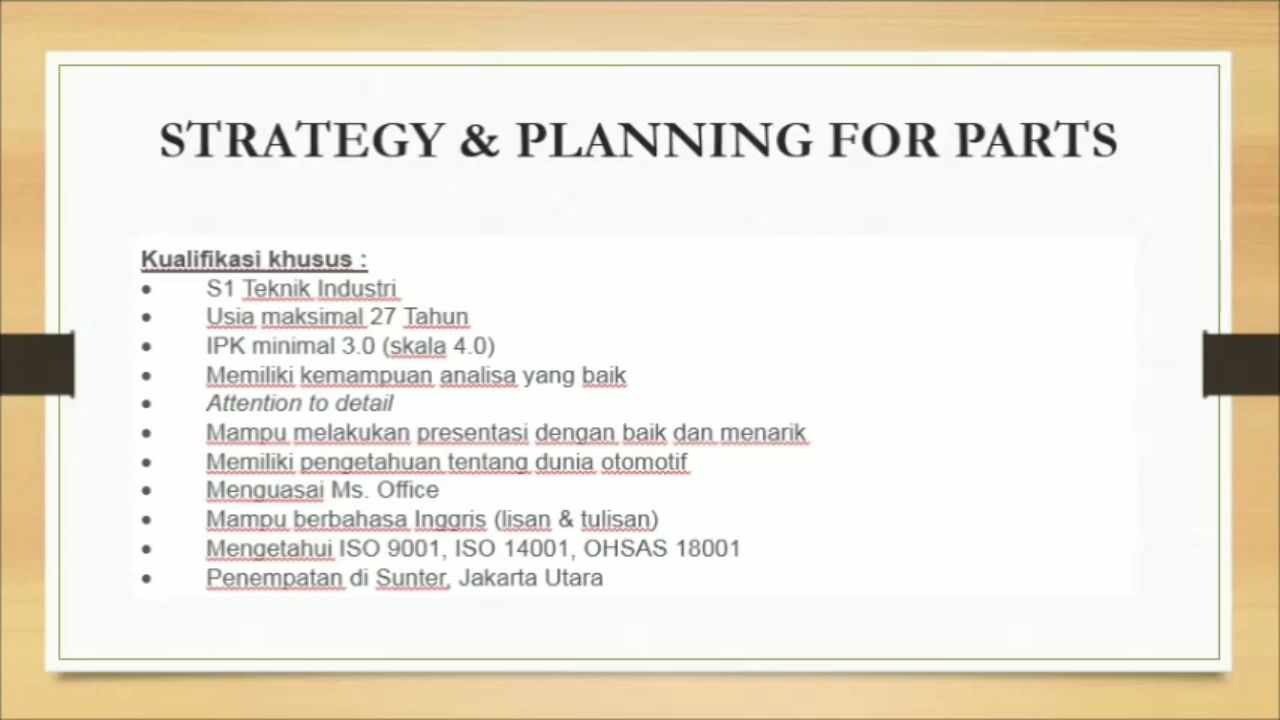 STRATEGY & PLANNING FOR PARTS
Kualifikasi khusus :
• S1 Teknik Industri
• Usia maksimal 27 Tahun
• IPK minimal 3.0 (skala 4.0)
• Memiliki kemampuan analisa yang baik
• Attention to detail
• Mampu melakukan presentasi dengan baik dan menarik
• Memiliki pengetahuan tentang dunia otomotif
• Menguasai Ms. Office
• Mampu berbahasa Inggris (lisan & tulisan)
• Mengetahui ISO 9001, ISO 14001, OHSAS 18001
• Penempatan di Sunter, Jakarta Utara